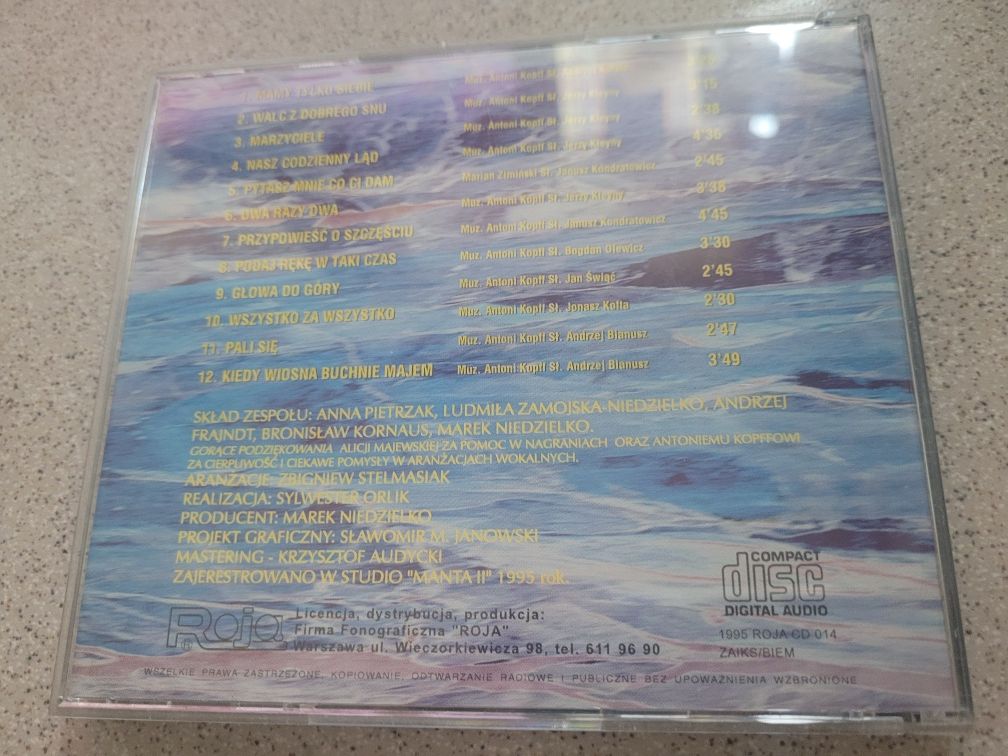 1. MAMY TYLKO SIEBIE Muz. Antoni Kopff Sł.
2. WALC Z DOBREGO SNU Muz. Antoni Kopff Sł. Jerzy Kleyny 3'15
3. MARZYCIELE Muz. Antoni Kopff Sł. Jerzy Kleyny 2'38
4. NASZ CODZIENNY LĄD Muz. Antoni Kopff Sł. Jerzy Kleyny 4'35
5. PYTASZ MNIE CO CI DAM Marian Zimiński Sł. Janusz Kondratowicz 2'45
6. DWA RAZY DWA Muz. Antoni Kopff Sł. Jerzy Kleyny 3'38
7. PRZYPOWIEŚĆ O SZCZĘŚCIU Muz. Antoni Kopff Sł. Janusz Kondratowicz 4'45
8. PODAJ RĘKĘ W TAKI CZAS Muz. Antoni Kopff Sł. Bogdan Olewicz 3'30
9. GŁOWA DO GÓRY Muz. Antoni Kopff Sł. Jan Świąć 2'45
10. WSZYSTKO ZA WSZYSTKO Muz. Antoni Kopff Sł. Jonasz Kofta 2'30
11. PALI SIĘ Muz. Antoni Kopff Sł. Andrzej Bianusz 2'47
12. KIEDY WIOSNA BUCHNIE MAJEM Muz. Antoni Kopff Sł. Andrzej Bianusz 3'49
SKŁAD ZESPOŁU: ANNA PIETRZAK, LUDMIŁA ZAMOJSKA-NIEDZIELKO, ANDRZEJ
FRAJNDT, BRONISŁAW KORNAUS, MAREK NIEDZIELKO.
GORĄCE PODZIĘKOWANIA ALICJI MAJEWSKIEJ ZA POMOC W NAGRANIACH ORAZ ANTONIEMU KOPFFOWI
ZA CIERPLIWOŚĆ I CIEKAWE POMYSŁY W ARANŻACJACH WOKALNYCH.
ARANŻACJE: ZBIGNIEW STELMASIAK
REALIZACJA: SYLWESTER ORLIK
PRODUCENT: MAREK NIEDZIELKO
PROJEKT GRAFICZNY: SŁAWOMIR M. JANOWSKI
MASTERING - KRZYSZTOF AUDYCKI
ZAJERESTROWANO W STUDIO "MANTA II" 1995 rok.
COMPACT
disc
DIGITAL AUDIO
Roja
Licencja, dystrybucja, produkcja:
Firma Fonograficzna "ROJA"
Warszawa ul. Wieczorkiewicza 98, tel. 611 96 90
1995 ROJA CD 014
ZAIKS/BIEM
WSZELKIE PRAWA ZASTRZEŻONE, KOPIOWANIE, ODTWARZANIE RADIOWE I PUBLICZNE BEZ UPOWAŻNIENIA WZBRONIONE